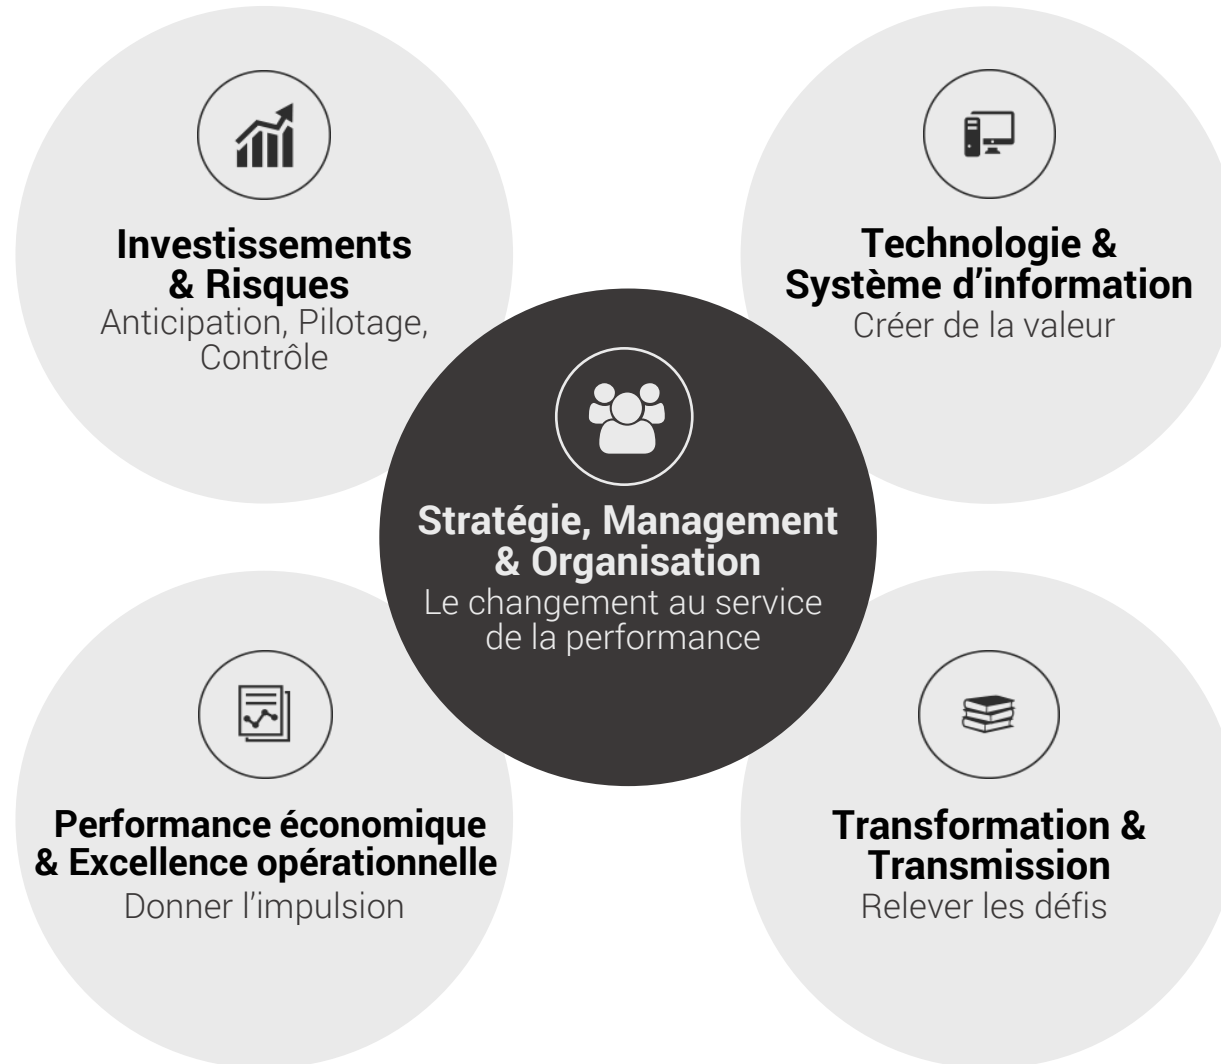 Investissements
& Risques
Anticipation, Pilotage,
Contrôle
Technologie &
Système d'information
Créer de la valeur
Stratégie, Management
& Organisation
Le changement au service
de la performance
Performance économique
& Excellence opérationnelle
Donner l'impulsion
Transformation &
Transmission
Relever les défis